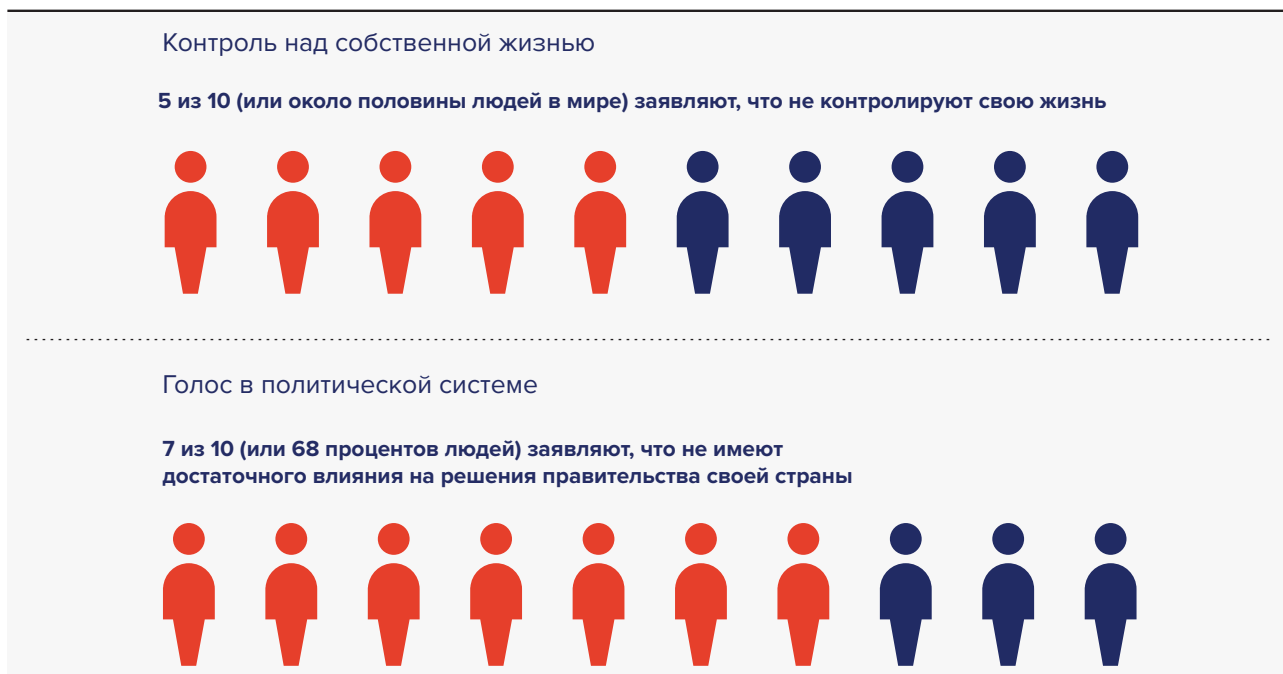 Контроль над собственной жизнью
5 из 10 (или около половины людей в мире) заявляют, что не контролируют свою жизнь
Голос в политической системе
7 из 10 (или 68 процентов людей) заявляют, что не имеют
достаточного влияния на решения правительства своей страны